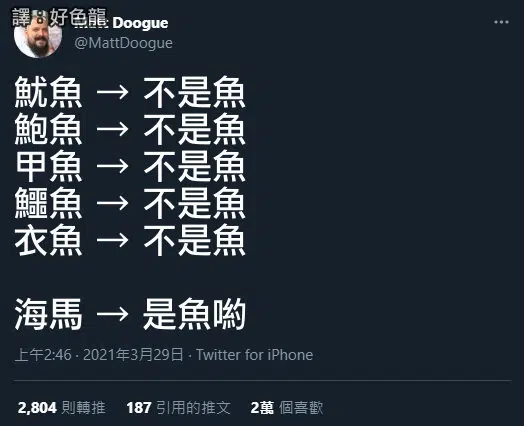 譯：好色龍
Matt Doogue
@MattDoogue
魷魚 → 不是魚
鮑魚 → 不是魚
甲魚 → 不是魚
鱷魚 → 不是魚
衣魚 → 不是魚
海馬 → 是魚喲
上午2:46 · 2021年3月29日 · Twitter for iPhone
2,804 則轉推 187 引用的推文 2萬 個喜歡